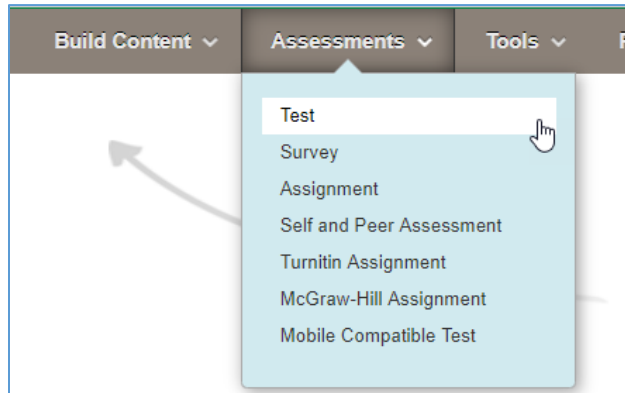 Build Content Assessments Tools
Test
Survey
Assignment
Self and Peer Assessment
Turnitin Assignment
McGraw-Hill Assignment
Mobile Compatible Test